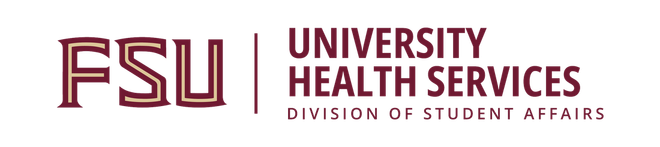 FSU
UNIVERSITY
HEALTH SERVICES
DIVISION OF STUDENT AFFAIRS